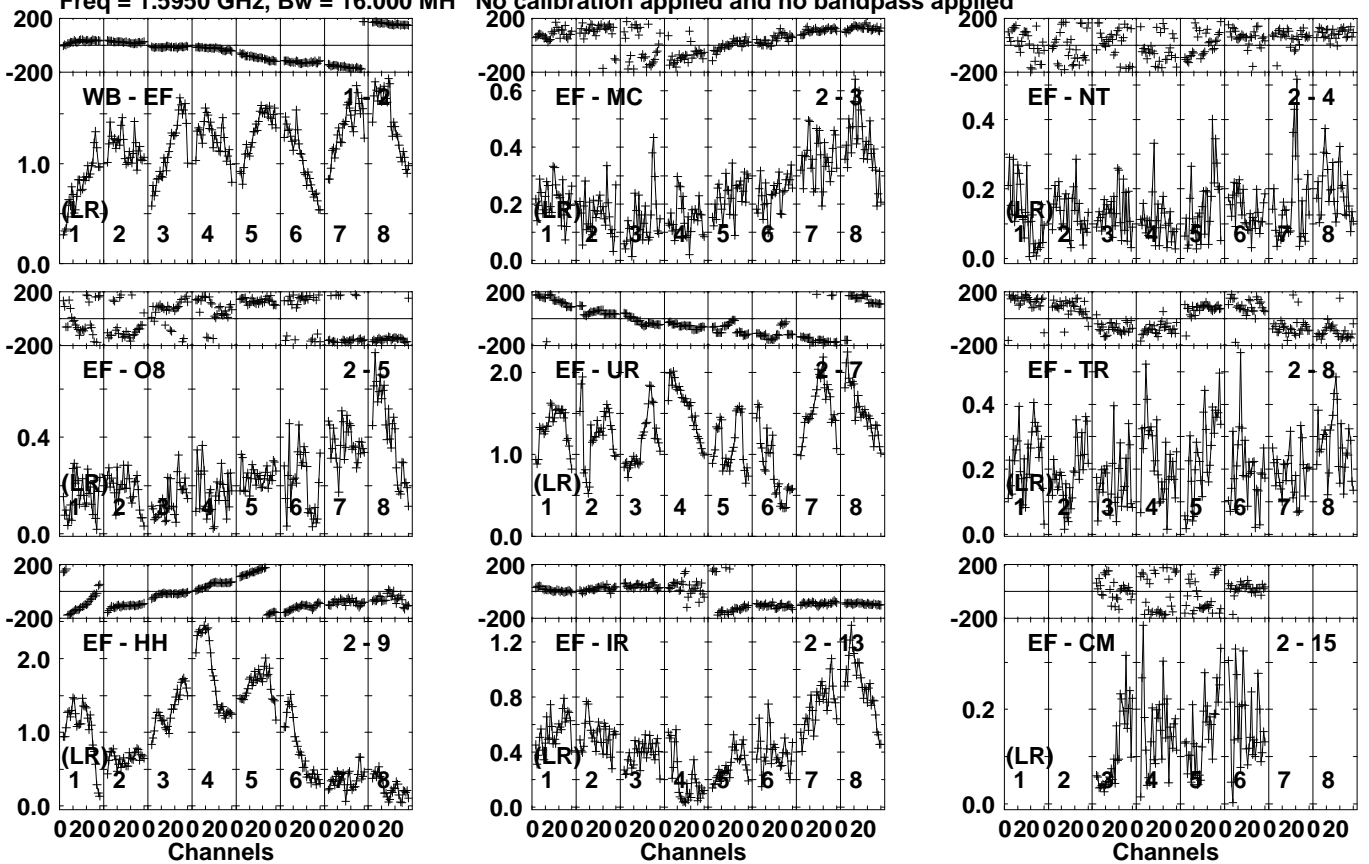 Freq = 1.5950 GHz, Bw = 16.000 MH No calibration applied and no bandpass applied
200
-200
WB - EF 1 - 2
1.0
(LR)
1 2 3 4 5 6 7 8
0.0
200
-200
0.6
EF - MC 2 - 3
0.4
0.2
(LR)
1 2 3 4 5 6 7 8
0.0
200
-200
EF - NT 2 - 4
0.4
0.2
(LR)
1 2 3 4 5 6 7 8
0.0
200
-200
EF - O8 2 - 5
0.4
(LR)
1 2 3 4 5 6 7 8
0.0
200
-200
2.0
EF - UR 2 - 7
1.0
(LR)
1 2 3 4 5 6 7 8
0.0
200
-200
EF - TR 2 - 8
0.4
0.2
(LR)
1 2 3 4 5 6 7 8
0.0
200
-200
EF - HH 2 - 9
2.0
1.0
(LR)
1 2 3 4 5 6 7 8
0.0
0 20 0 20 0 20 0 20 0 20 0 20 0 20 0 20
Channels
200
-200
1.2
EF - IR 2 - 13
0.8
0.4
(LR)
1 2 3 4 5 6 7 8
0.0
0 20 0 20 0 20 0 20 0 20 0 20 0 20 0 20
Channels
200
-200
EF - CM 2 - 15
0.2
(LR)
1 2 3 4 5 6 7 8
0.0
0 20 0 20 0 20 0 20 0 20 0 20 0 20 0 20
Channels